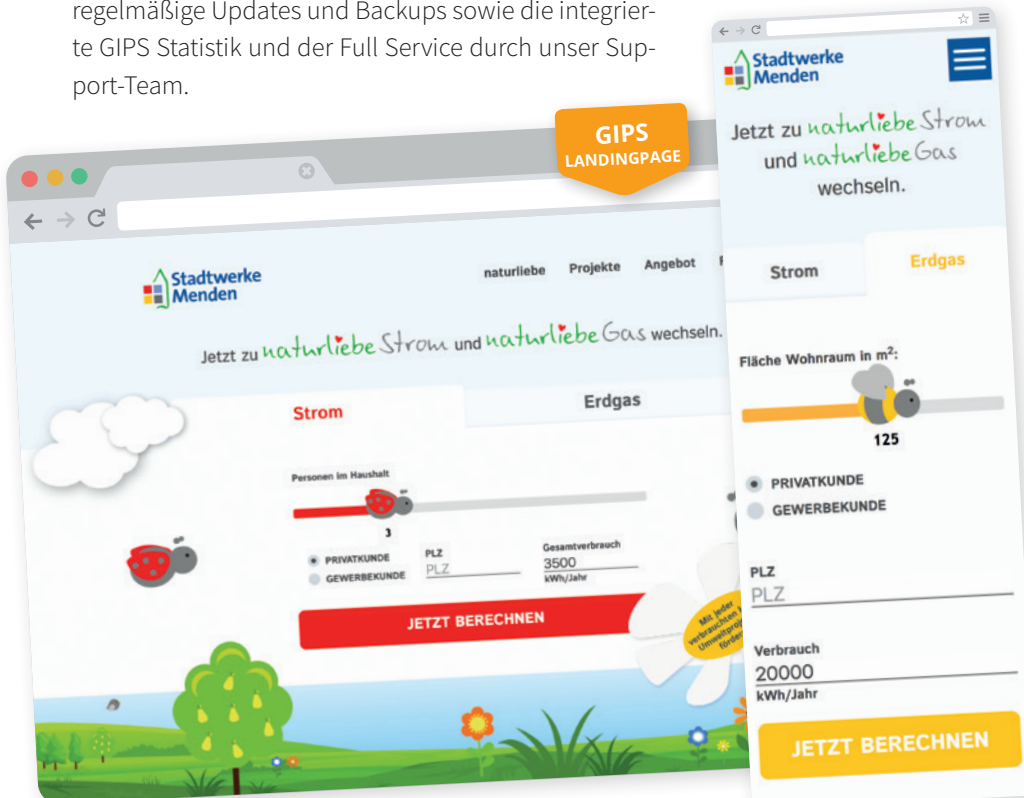 regelmäßige Updates und Backups sowie die integrier-
te GIPS Statistik und der Full Service durch unser Sup-
port-Team.
GIPS
LANDINGPAGE
Stadtwerke
Menden
naturliebe Projekte Angebot
Jetzt zu naturliebe Strom und naturliebe Gas wechseln.
Strom
Erdgas
Personen im Haushalt
3
PRIVATKUNDE
GEWERBEKUNDE
PLZ
PLZ
Gesamtverbrauch
3500
kWh/Jahr
JETZT BERECHNEN
Mit jeder
verbrauchten
Stadtwerke
Menden
Jetzt zu naturliebe Strom
und naturliebe Gas
wechseln.
Strom
Erdgas
Fläche Wohnraum in m²:
125
PRIVATKUNDE
GEWERBEKUNDE
PLZ
PLZ
Verbrauch
20000
kWh/Jahr
JETZT BERECHNEN